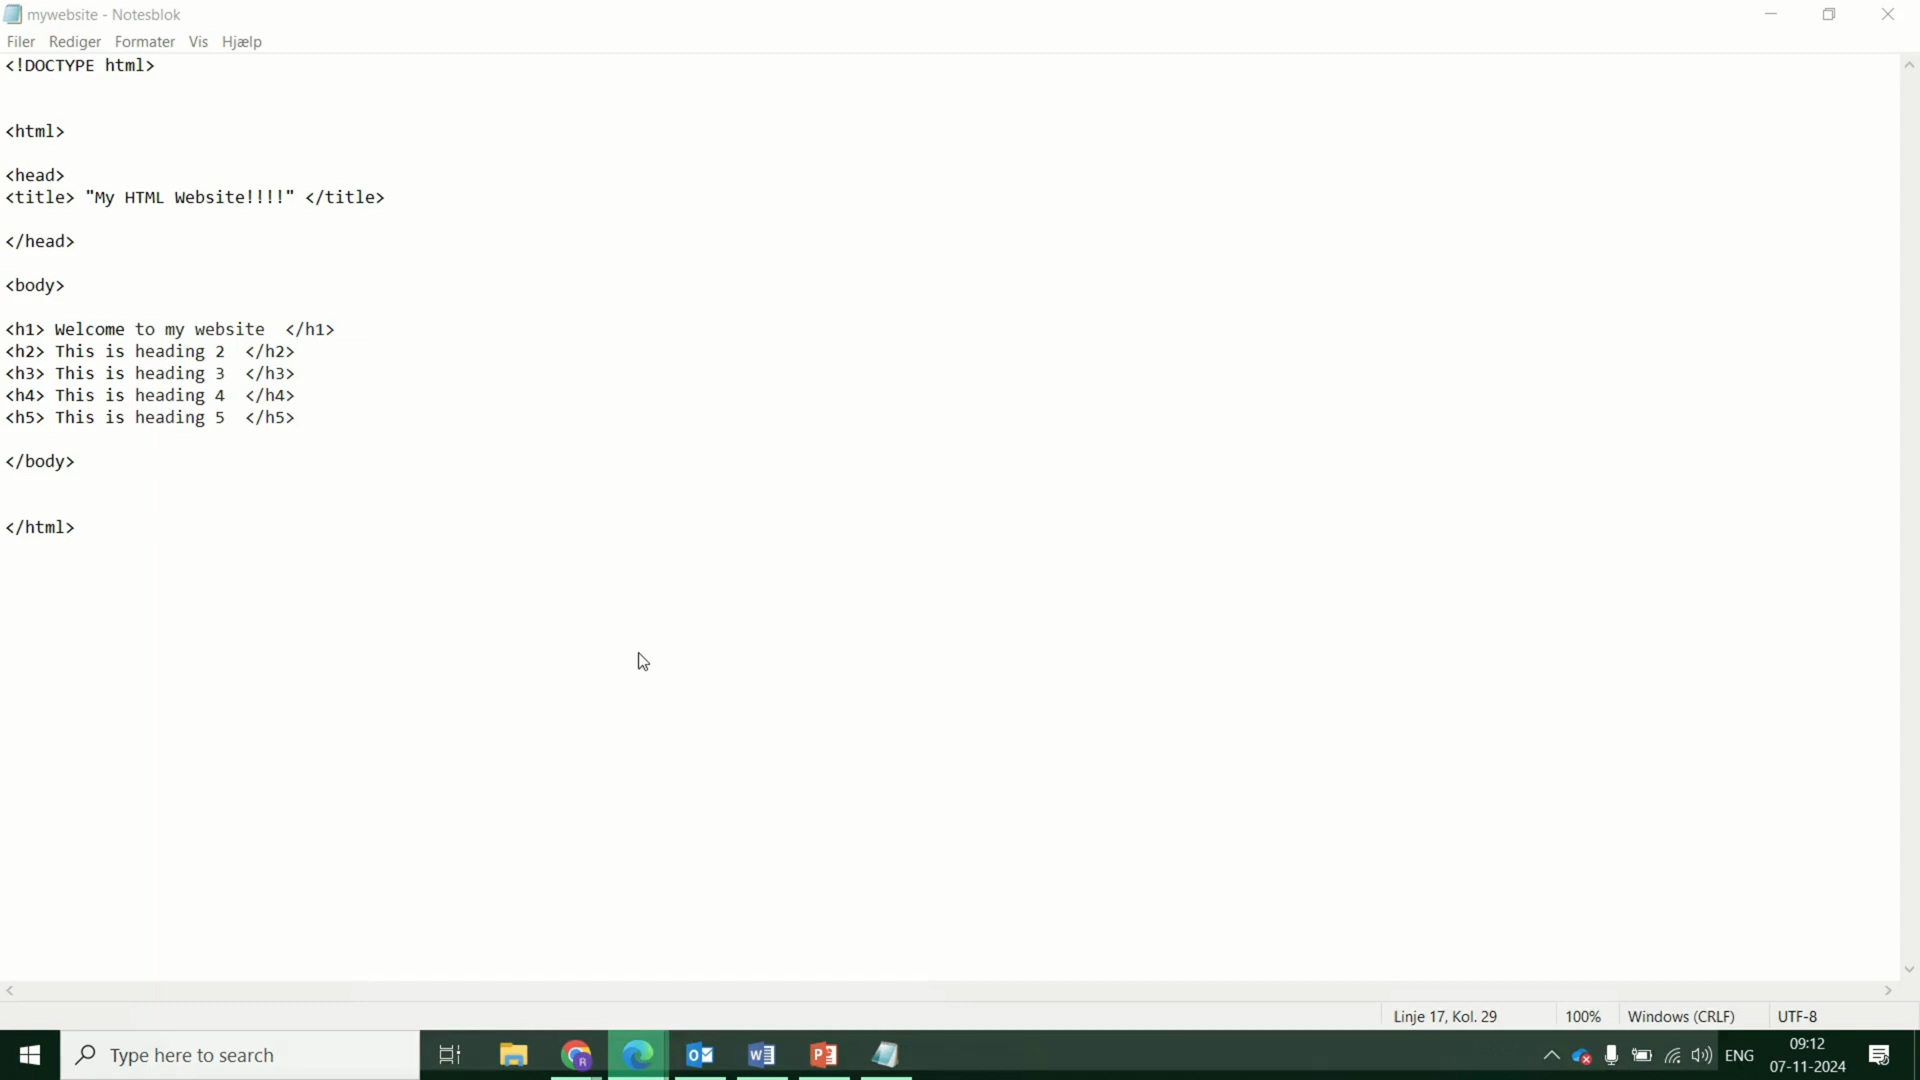 mywebsite - Notesblok
Filer Rediger Formater Vis Hjælp
<!DOCTYPE html>
<html>
<head>
<title> "My HTML Website!!!!" </title>
</head>
<body>
<h1> Welcome to my website  </h1>
<h2> This is heading 2  </h2>
<h3> This is heading 3  </h3>
<h4> This is heading 4  </h4>
<h5> This is heading 5  </h5>
</body>
</html>
Linje 17, Kol. 29 100% Windows (CRLF) UTF-8
Type here to search
ENG
09:12
07-11-2024